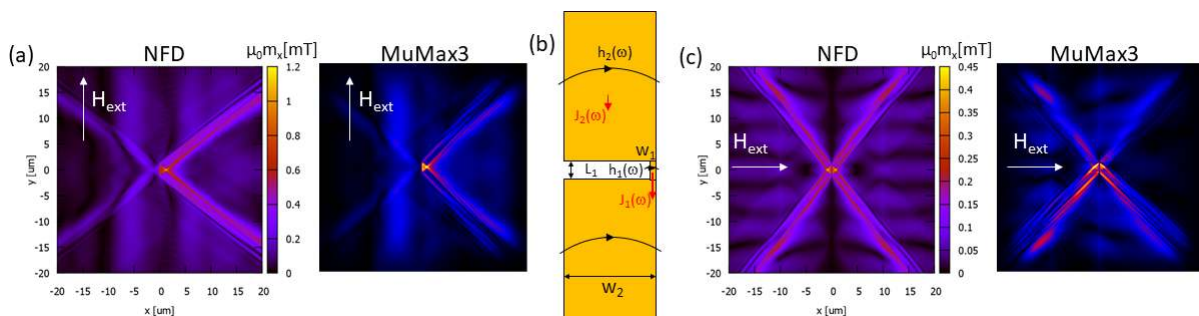 (a)
NFD
μ₀mₓ[mT]
MuMax3
Hext
Hext
20
15
10
5
0
-5
-10
-15
-20
y [um]
-20 -15 -10 -5 0 5 10 15 20
x [um]
1.2
1
0.8
0.6
0.4
0.2
0
(b)
h₂(ω)
J₂(ω)
W₁
L₁ h₁(ω)
J₁(ω)
W₂
(c)
NFD
μ₀mₓ[mT]
MuMax3
Hext
Hext
20
15
10
5
0
-5
-10
-15
-20
y [um]
-20 -15 -10 -5 0 5 10 15 20
x [um]
0.45
0.4
0.35
0.3
0.25
0.2
0.15
0.1
0.05
0